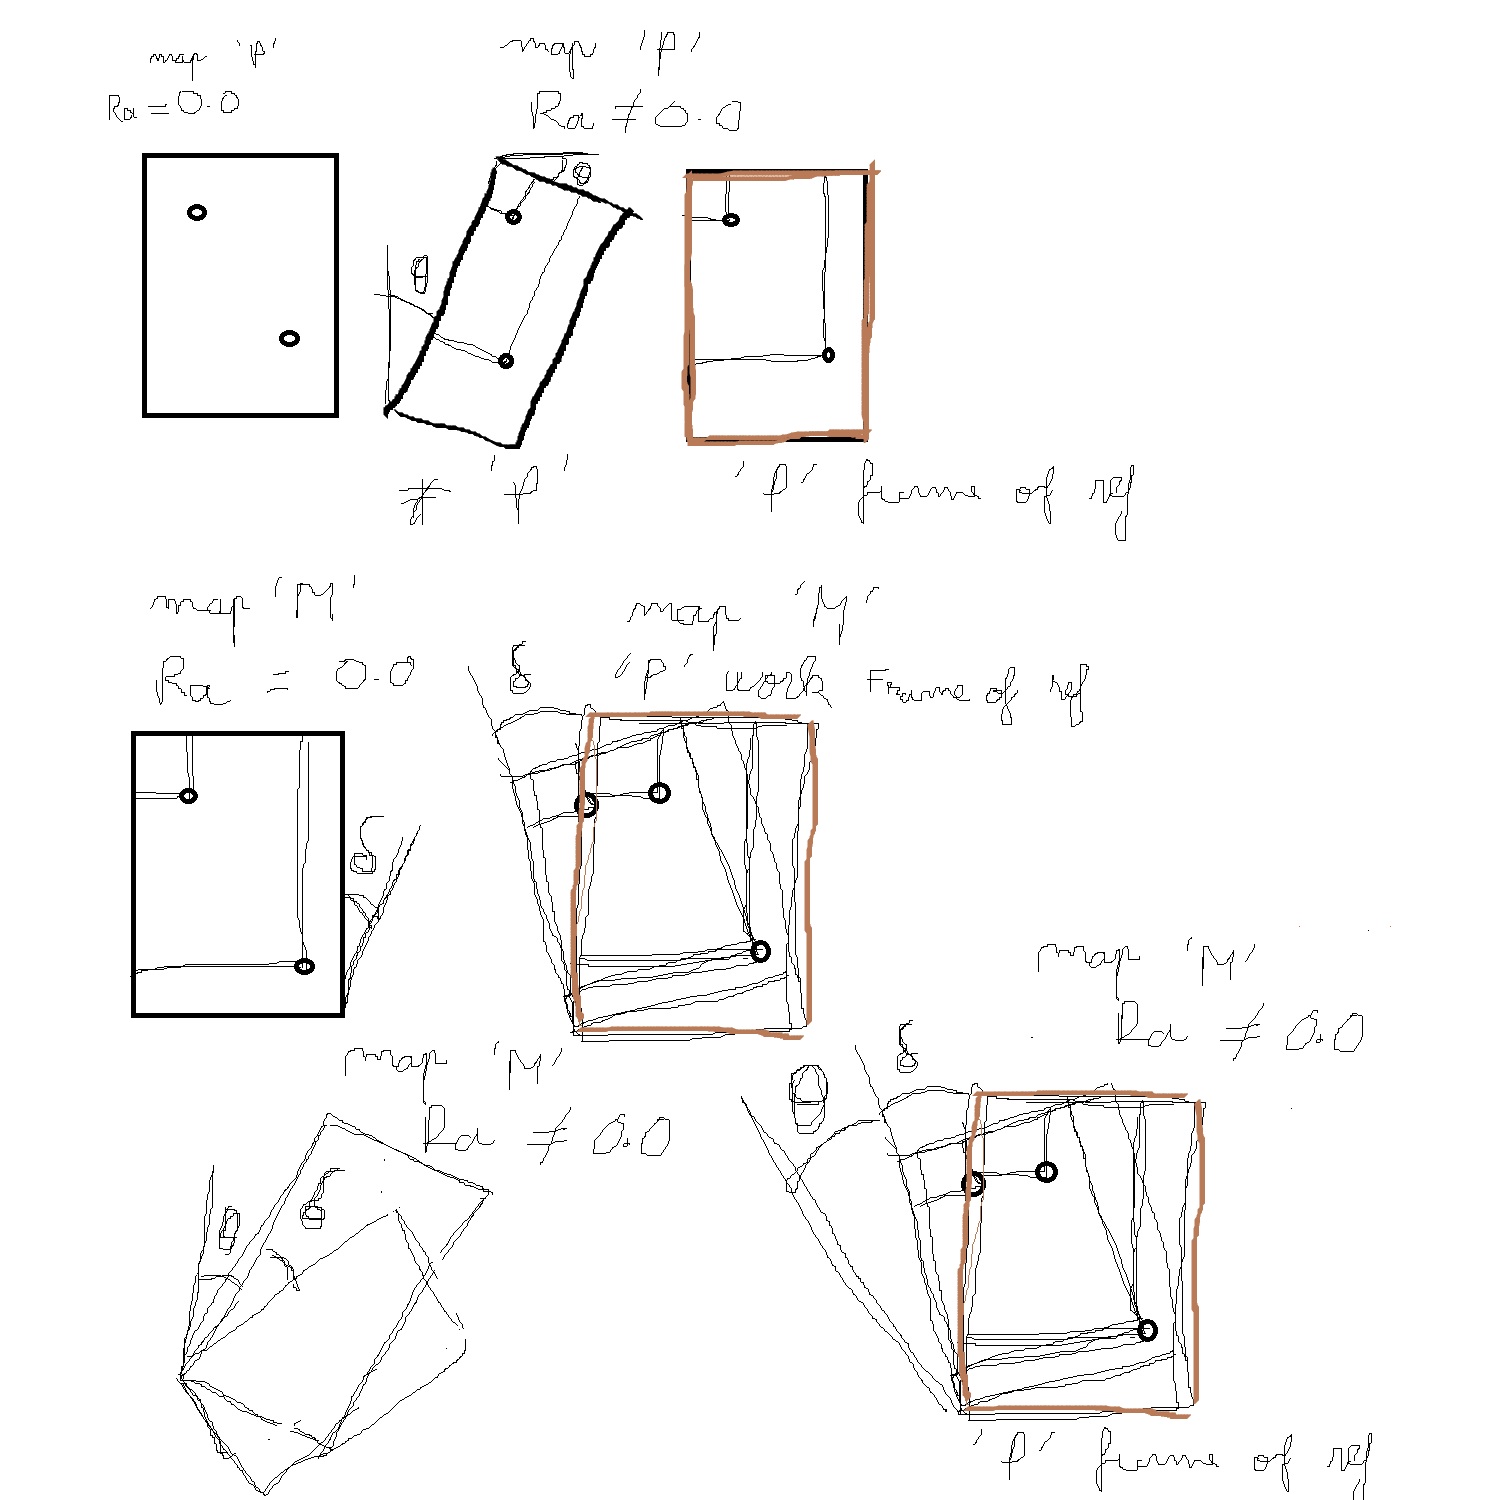 map 'P'
Ra = 0.0
map 'P'
Ra ≠ 0.0
θ
θ
≠ 'P'
'P' frame of ref
map 'M'
Ra = 0.0
map 'M'
'P' work Frame of ref
δ
δ
map 'M'
Ra ≠ 0.0
θ
δ
map 'M'
Ra ≠ 0.0
θ
δ
'P' frame of ref